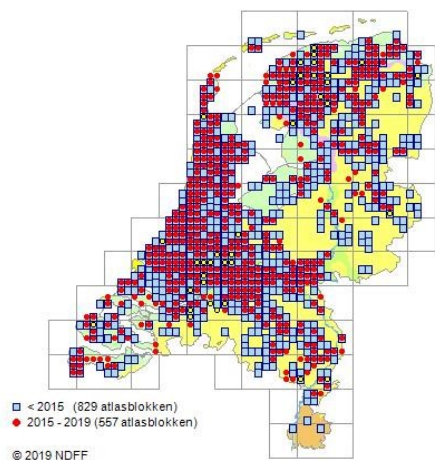 < 2015 (829 atlasblokken)
2015 - 2019 (557 atlasblokken)
© 2019 NDFF